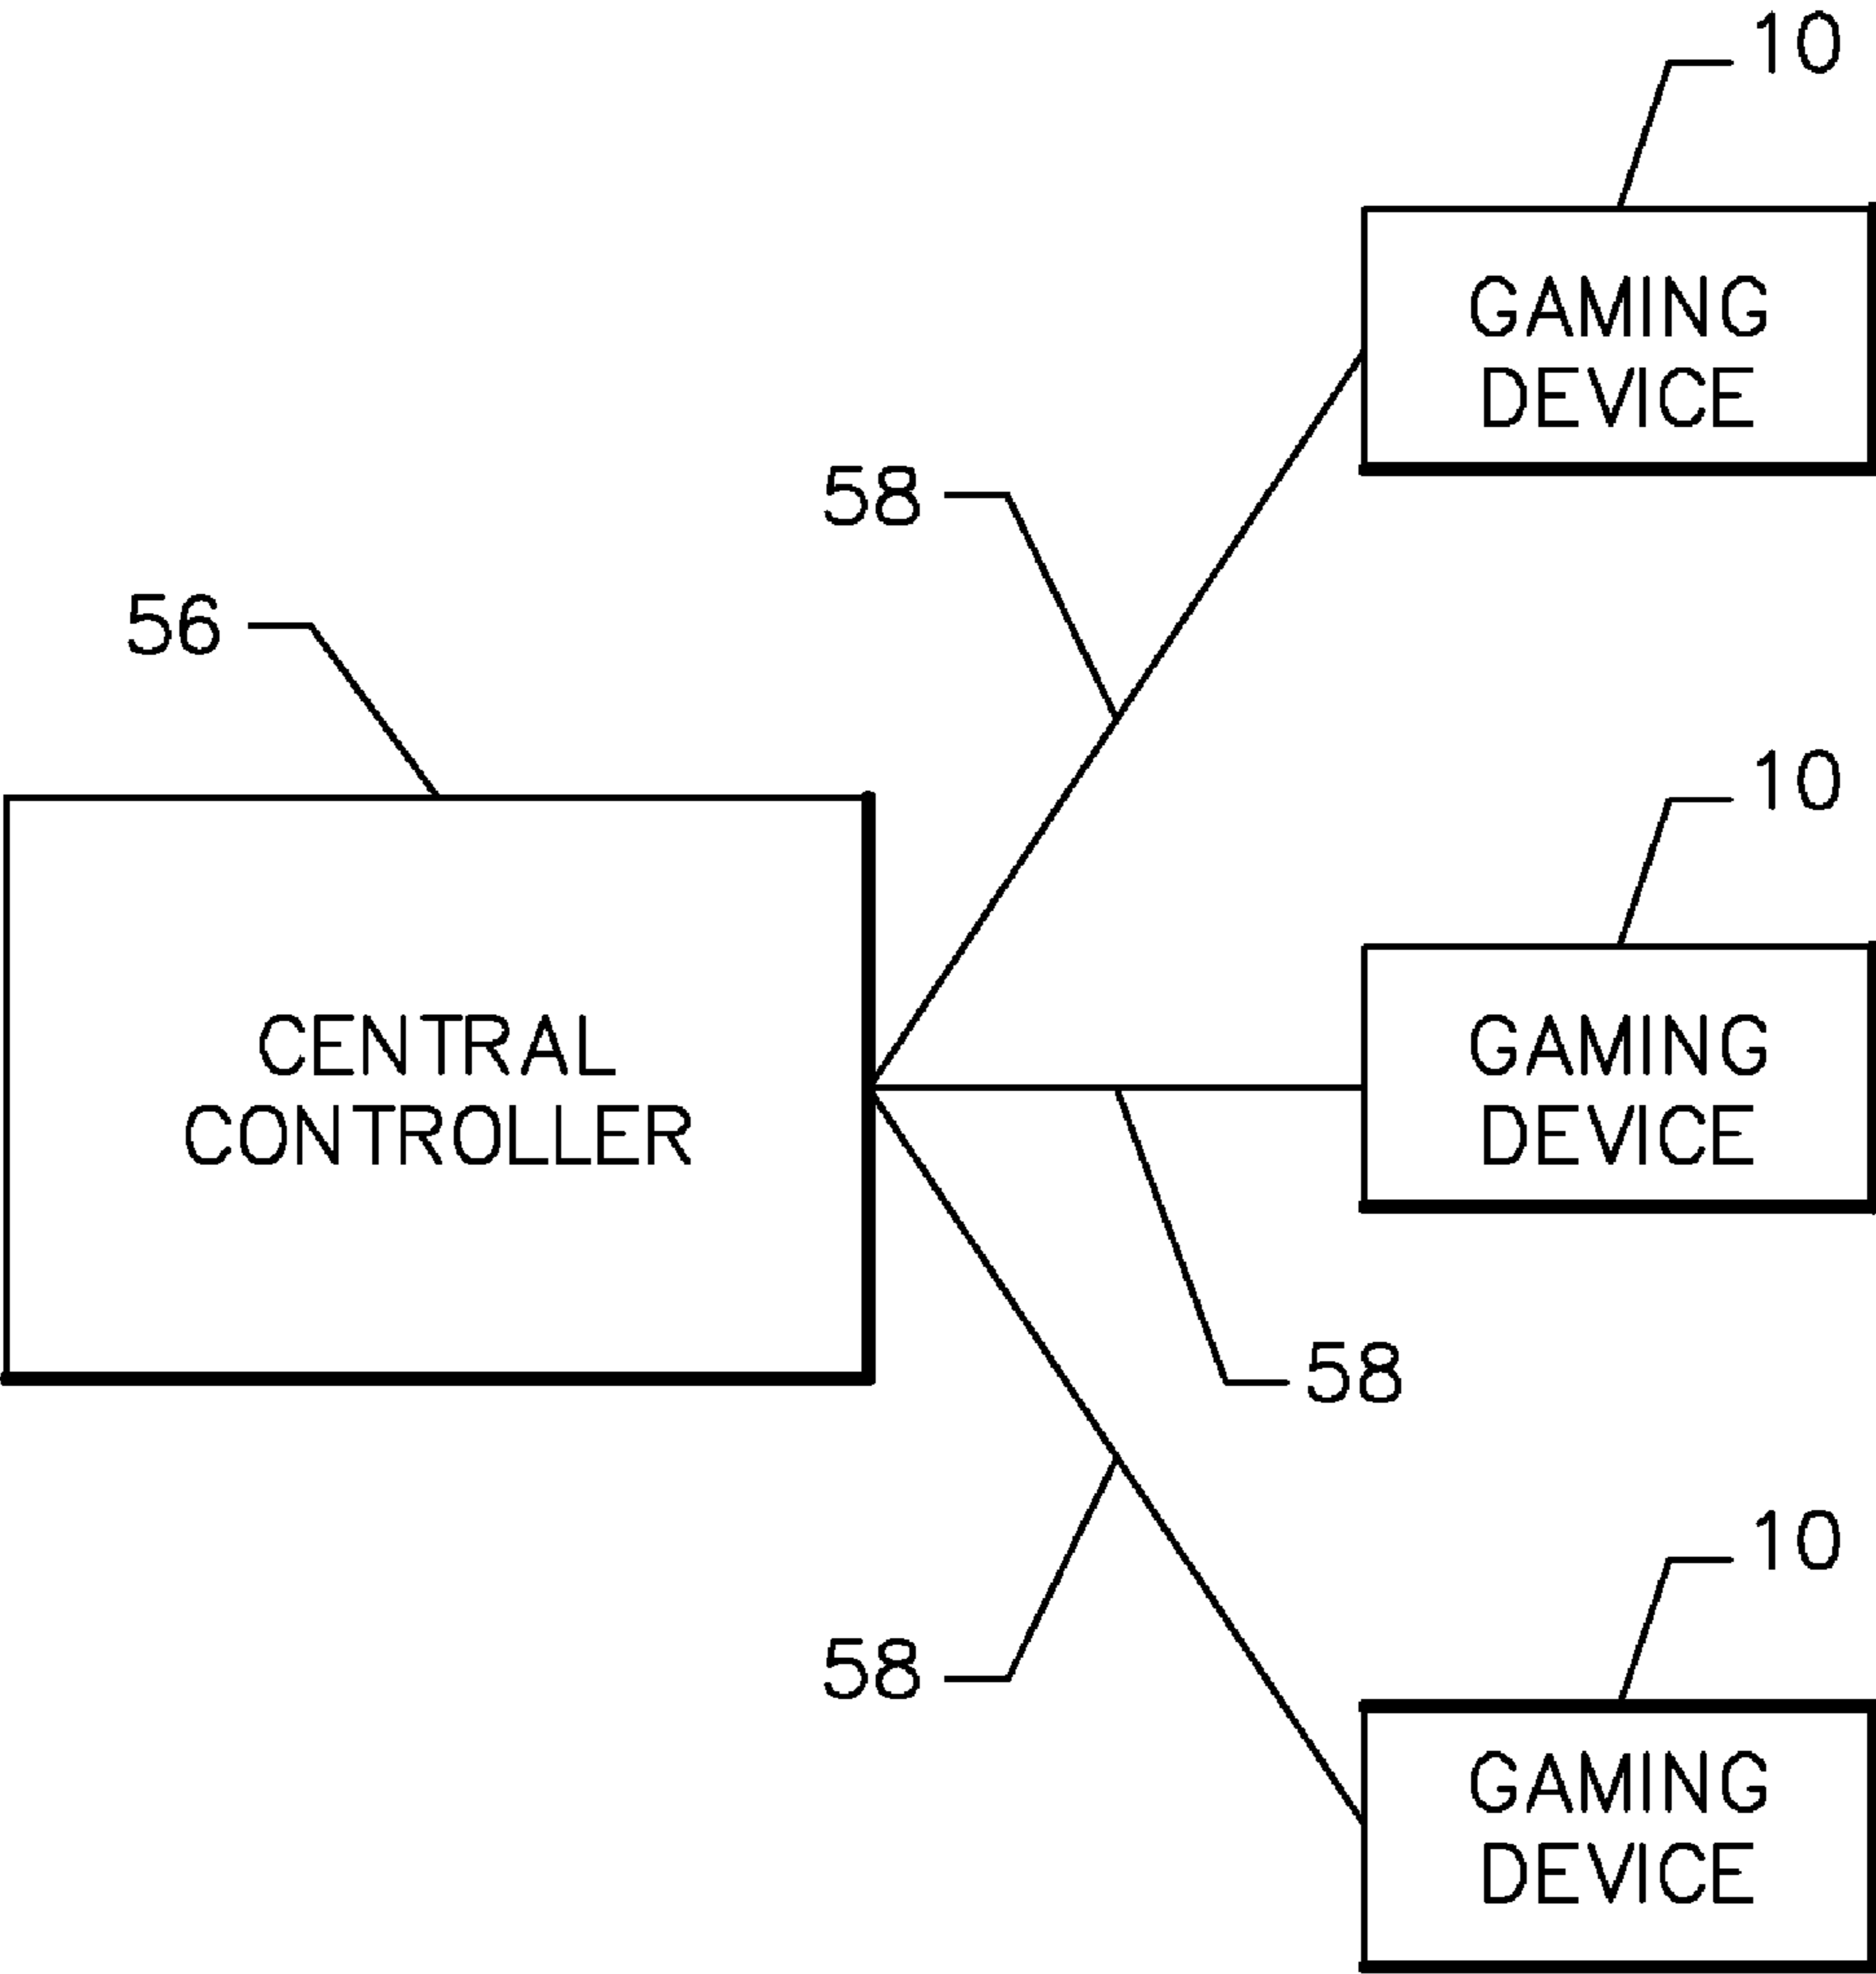 10
GAMING
DEVICE
58
56
10
CENTRAL
CONTROLLER
GAMING
DEVICE
58
10
58
GAMING
DEVICE